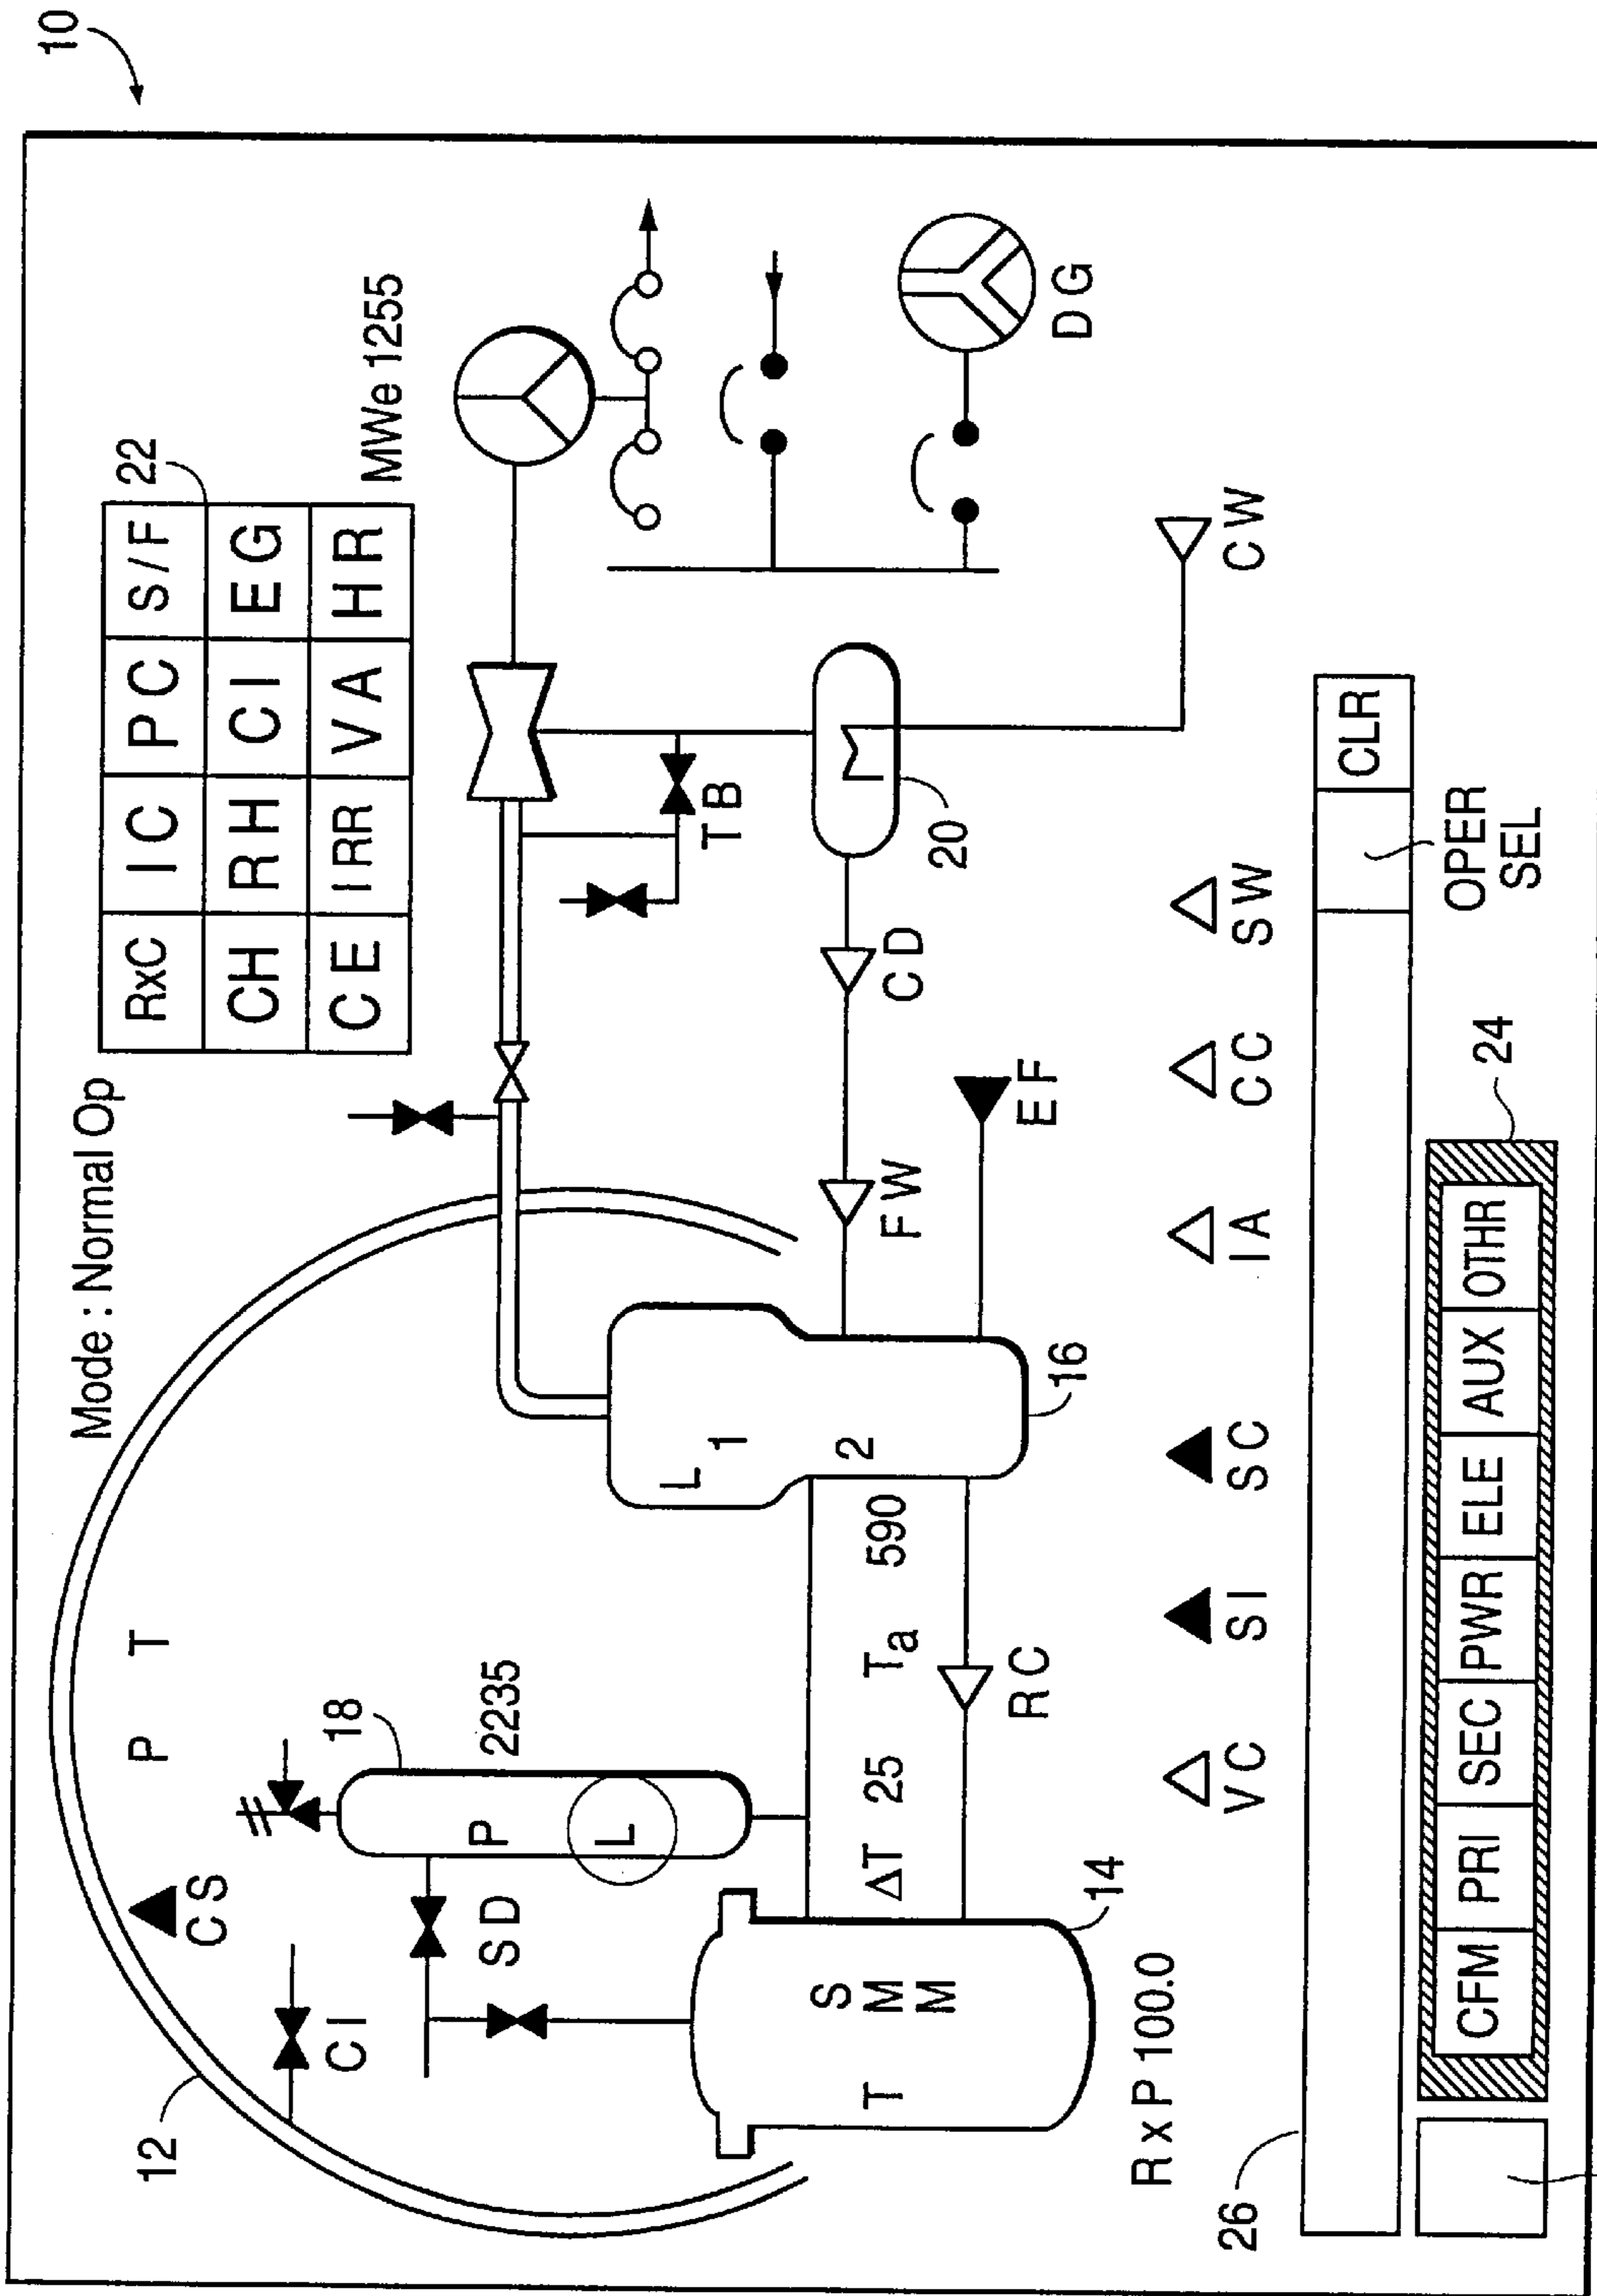 10
Mode : Normal Op
RxC IC PC S/F
CH RH CI EG
CE IRR VA HR
22
MWe 1255
12
CS
P T
CI
18
SD
P 2235
L
L
1
2
TB
DG
20
S
M M
M
T
ΔT 25 Ta 590
14
16
RC
FW
CD
EF
CW
RxP 100.0
VC
SI
SC
IA
CC
SW
26
CLR
OPER
SEL
CFM PRI SEC PWR ELE AUX OTHR
24